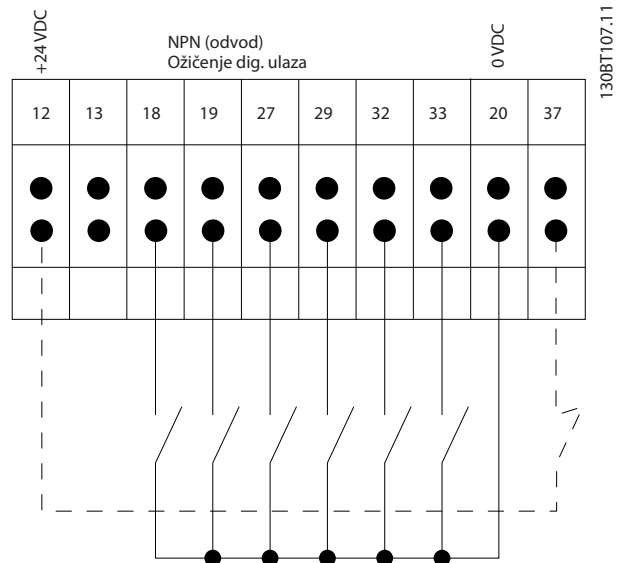 +24 VDC
NPN (odvod)
Ožičenje dig. ulaza
0 VDC
130BT107.11
12 13 18 19 27 29 32 33 20 37